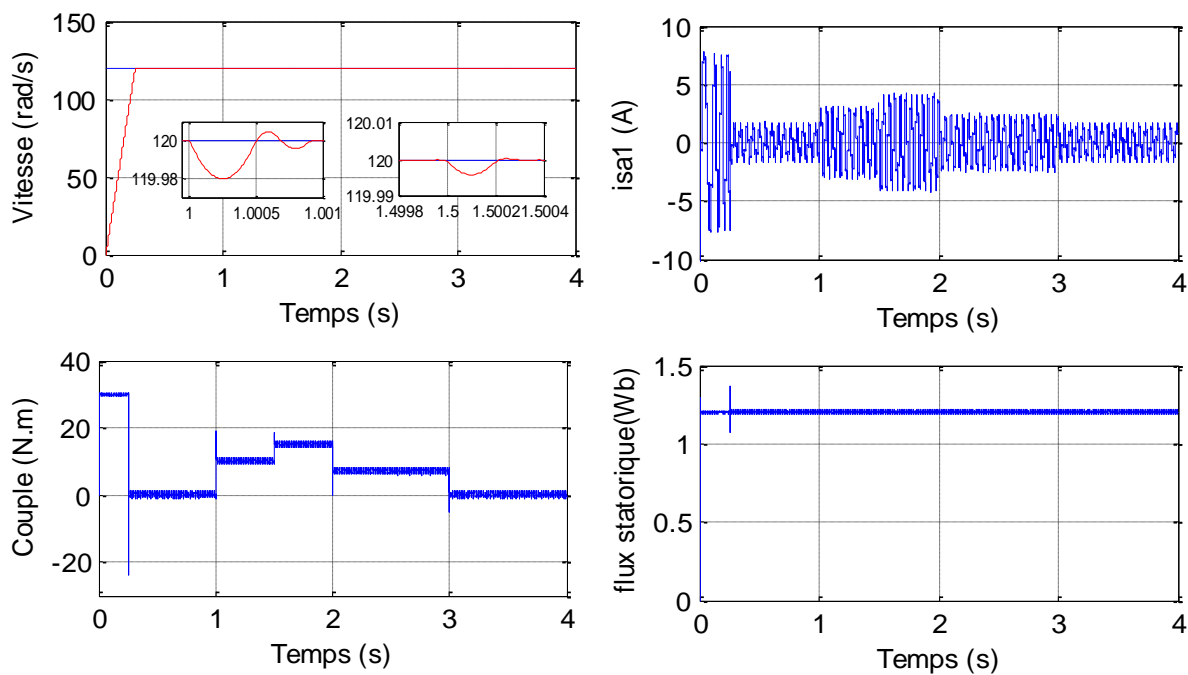 Vitesse (rad/s)
150
100
50
0
120
119.98
1 1.0005 1.001
120.01
120
119.99
1.4998 1.5 1.5002 1.5004
0 1 2 3 4
Temps (s)
isa1 (A)
10
5
0
-5
-10
0 1 2 3 4
Temps (s)
Couple (N.m)
40
20
0
-20
0 1 2 3 4
Temps (s)
flux statorique(Wb)
1.5
1
0.5
0
0 1 2 3 4
Temps (s)